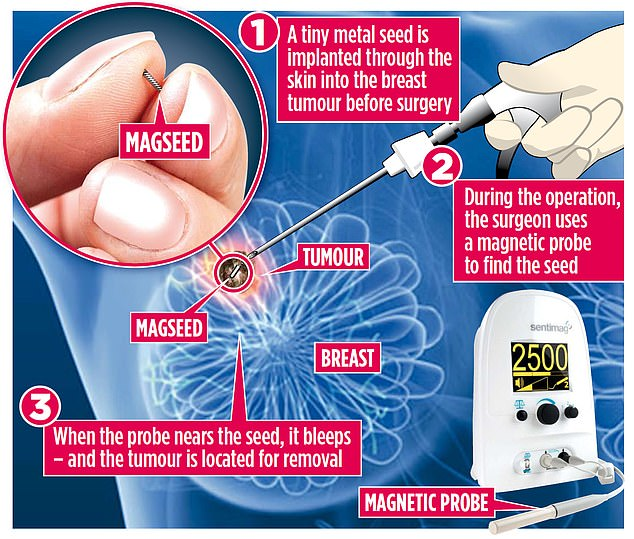 1
A tiny metal seed is
implanted through the
skin into the breast
tumour before surgery
MAGSEED
2
During the operation,
the surgeon uses
a magnetic probe
to find the seed
TUMOUR
MAGSEED
BREAST
sentimag
2500
2
3
When the probe nears the seed, it bleeps
– and the tumour is located for removal
MAGNETIC PROBE